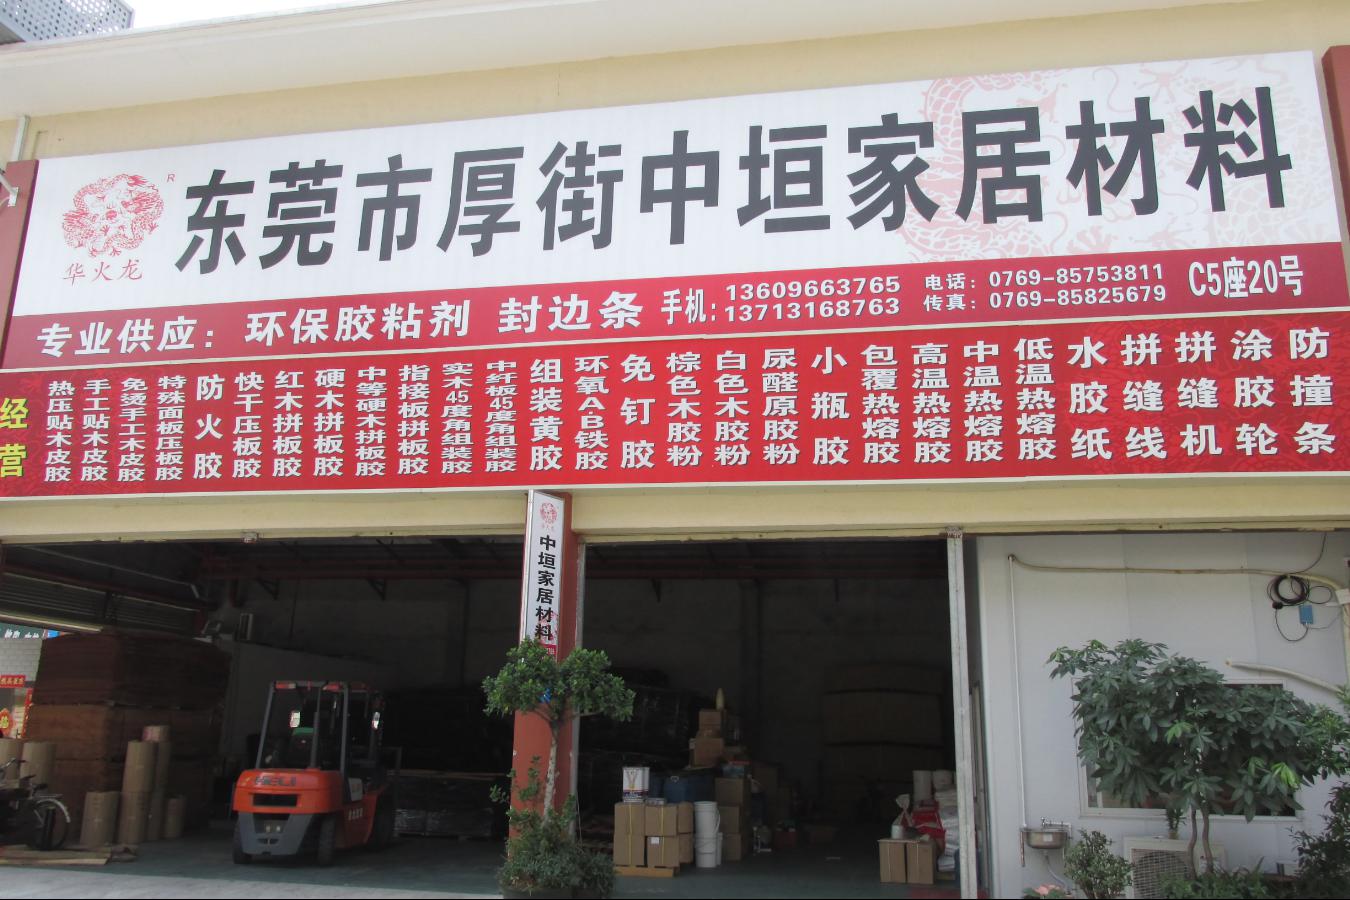 东莞市厚街中垣家居材料
R
华火龙
专业供应：环保胶粘剂 封边条
手机：13609663765
13713168763
电话：0769-85753811
传真：0769-85825679
C5座20号
经营
热压贴木皮胶
手工贴木皮胶
免烫手工木皮胶
特殊面板压板胶
防火胶
快干压板胶
红木拼板胶
硬木拼板胶
中等硬木拼板胶
指接板拼板胶
实木45度角组装胶
中纤板45度角组装胶
组装黄胶
环氧A·B铁胶
免钉胶
棕色木胶粉
白色木胶粉
尿醛原胶粉
小瓶胶
包覆热熔胶
高温热熔胶
中温热熔胶
低温热熔胶
水胶纸
拼缝线
拼缝机
涂胶轮
防撞条
华火龙
中垣家居材料
HELI